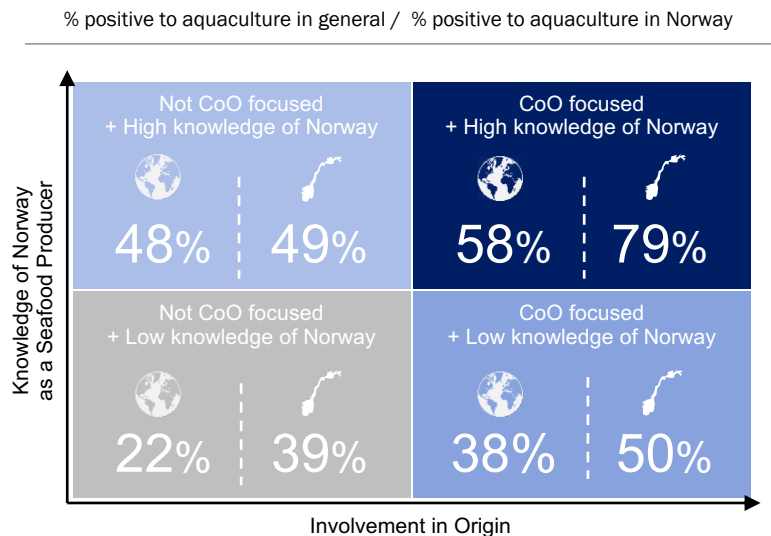 % positive to aquaculture in general / % positive to aquaculture in Norway
Knowledge of Norway
as a Seafood Producer
Not CoO focused
+ High knowledge of Norway
48% 49%
CoO focused
+ High knowledge of Norway
58% 79%
Not CoO focused
+ Low knowledge of Norway
22% 39%
CoO focused
+ Low knowledge of Norway
38% 50%
Involvement in Origin